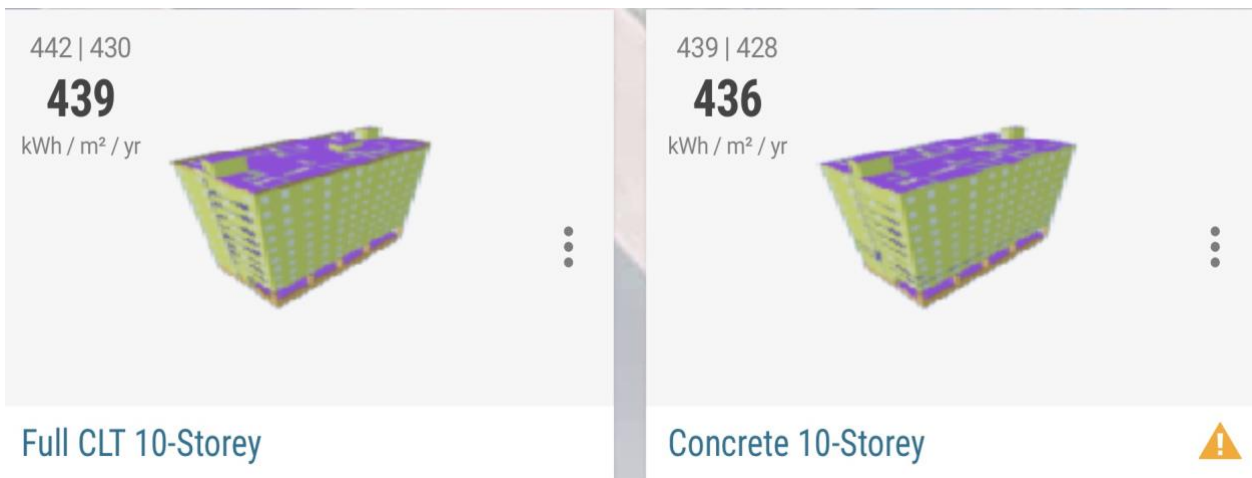 442 | 430
439
kWh / m² / yr
Full CLT 10-Storey
439 | 428
436
kWh / m² / yr
Concrete 10-Storey